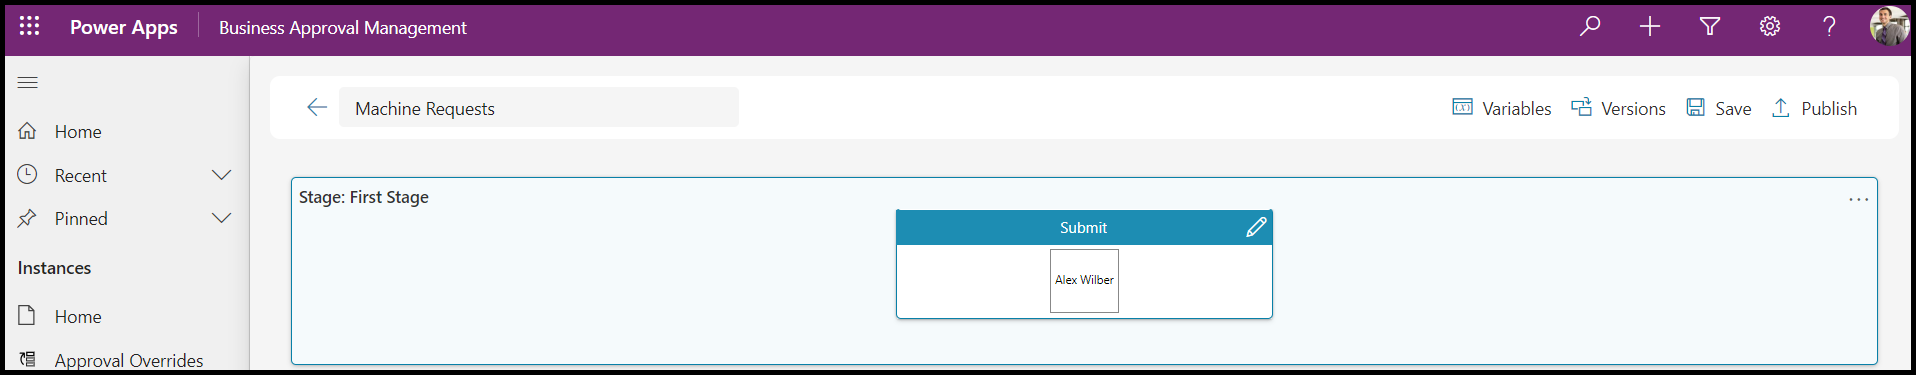 Power Apps
Business Approval Management
Machine Requests
Variables
Versions
Save
Publish
Home
Recent
Pinned
Instances
Home
Approval Overrides
Stage: First Stage
...
Submit
Alex Wilber